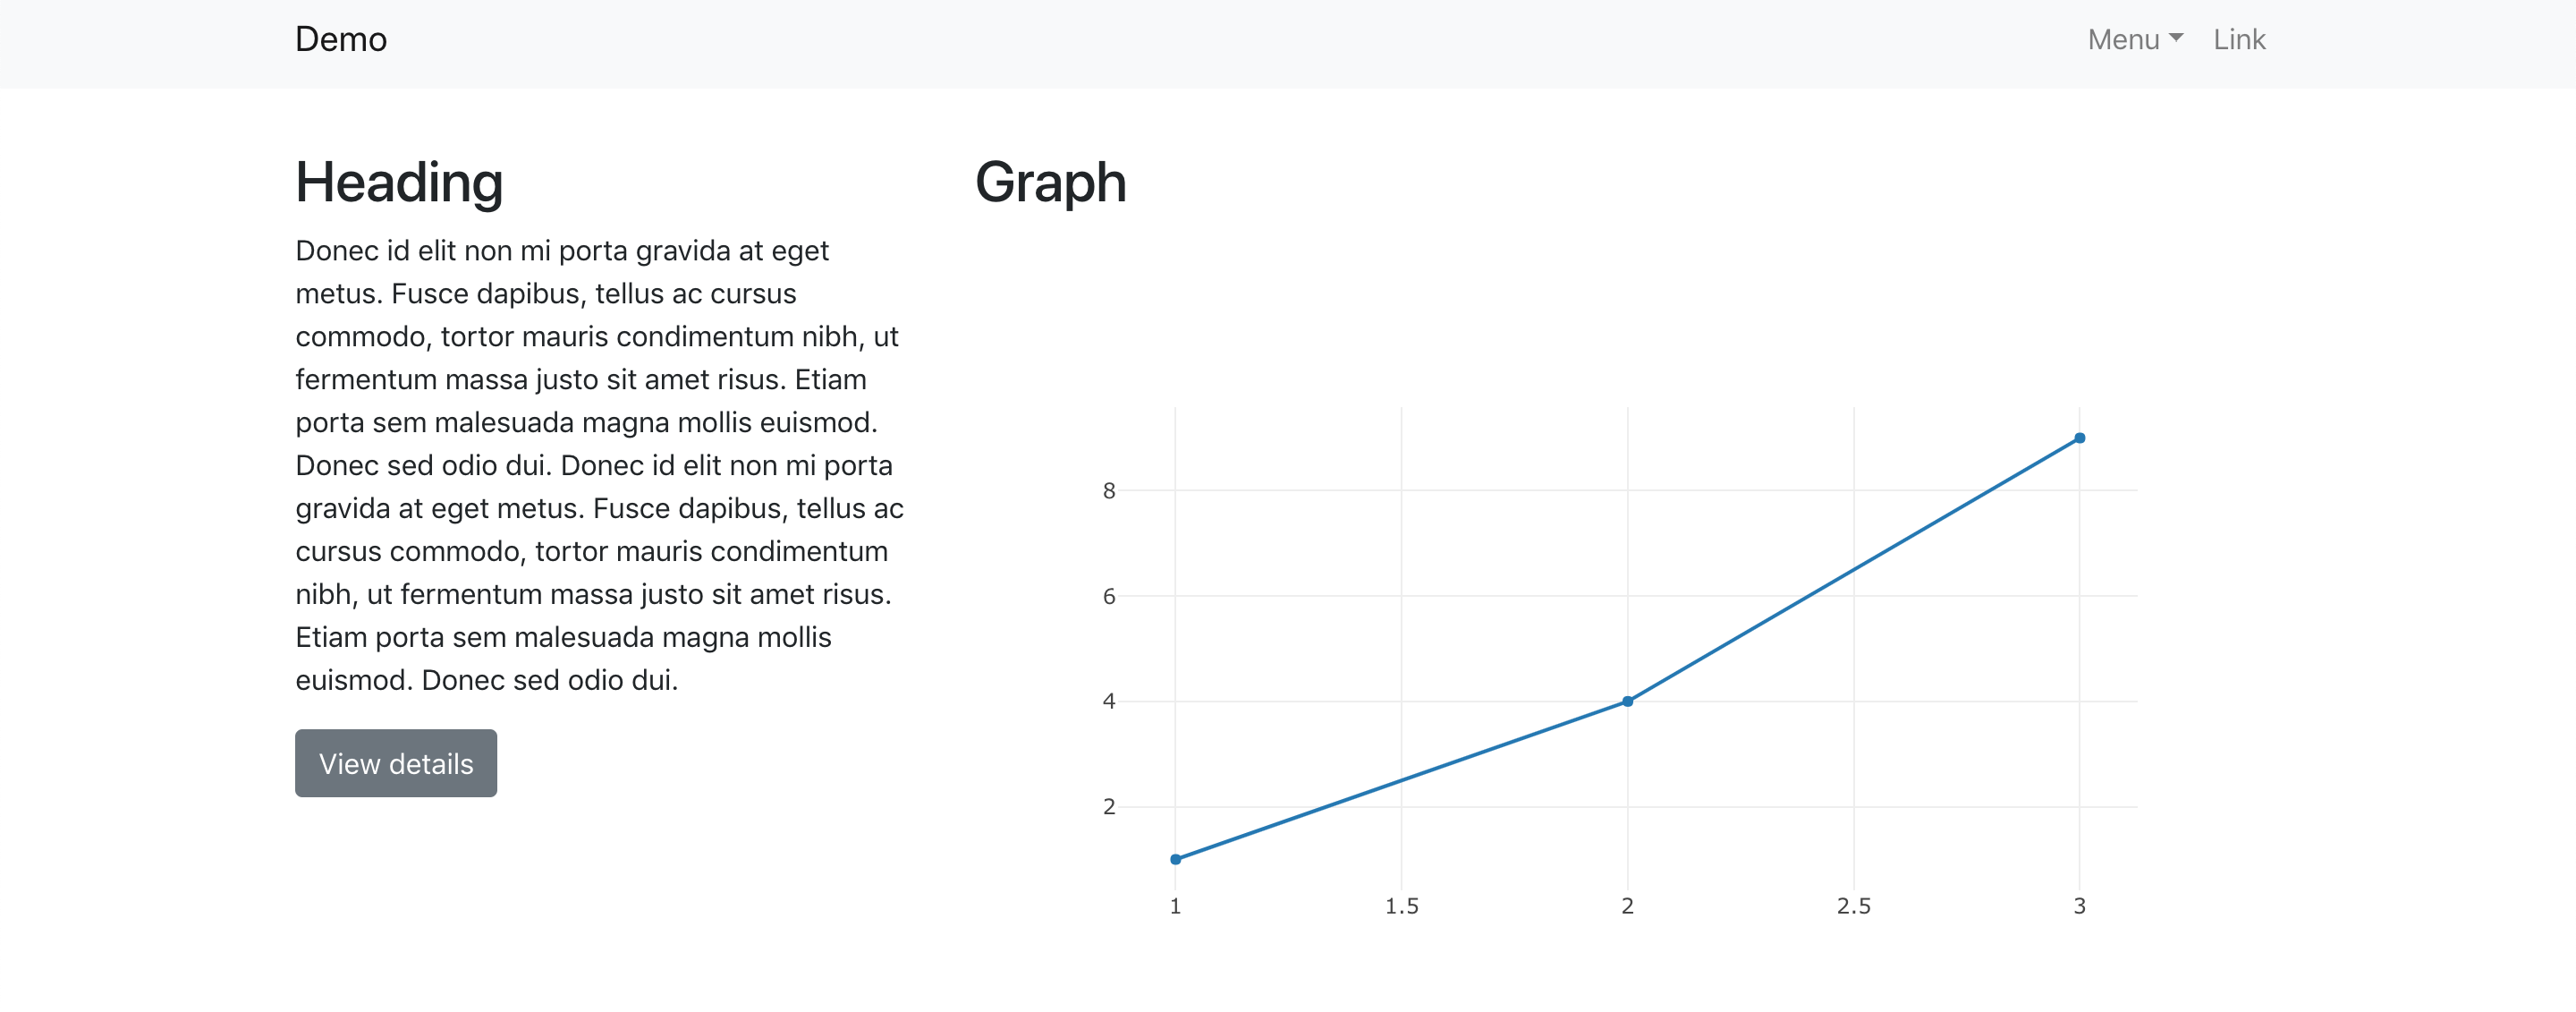 Demo
Menu Link
Heading
Donec id elit non mi porta gravida at eget
metus. Fusce dapibus, tellus ac cursus
commodo, tortor mauris condimentum nibh, ut
fermentum massa justo sit amet risus. Etiam
porta sem malesuada magna mollis euismod.
Donec sed odio dui. Donec id elit non mi porta
gravida at eget metus. Fusce dapibus, tellus ac
cursus commodo, tortor mauris condimentum
nibh, ut fermentum massa justo sit amet risus.
Etiam porta sem malesuada magna mollis
euismod. Donec sed odio dui.
View details
Graph
8
6
4
2
1 1.5 2 2.5 3